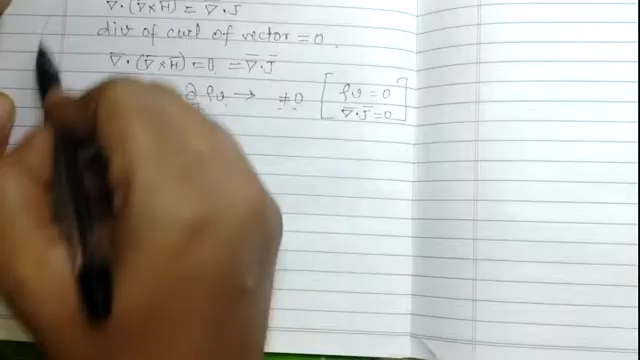 ∇̅·(∇̅×H̅) = ∇̅·J̅
div of curl of vector = 0.
∇̅·(∇̅×H̅) = 0 = ∇̅·J̅
∂ρv → ≠ 0 [ρv = 0
∇̅·J̅ = 0]